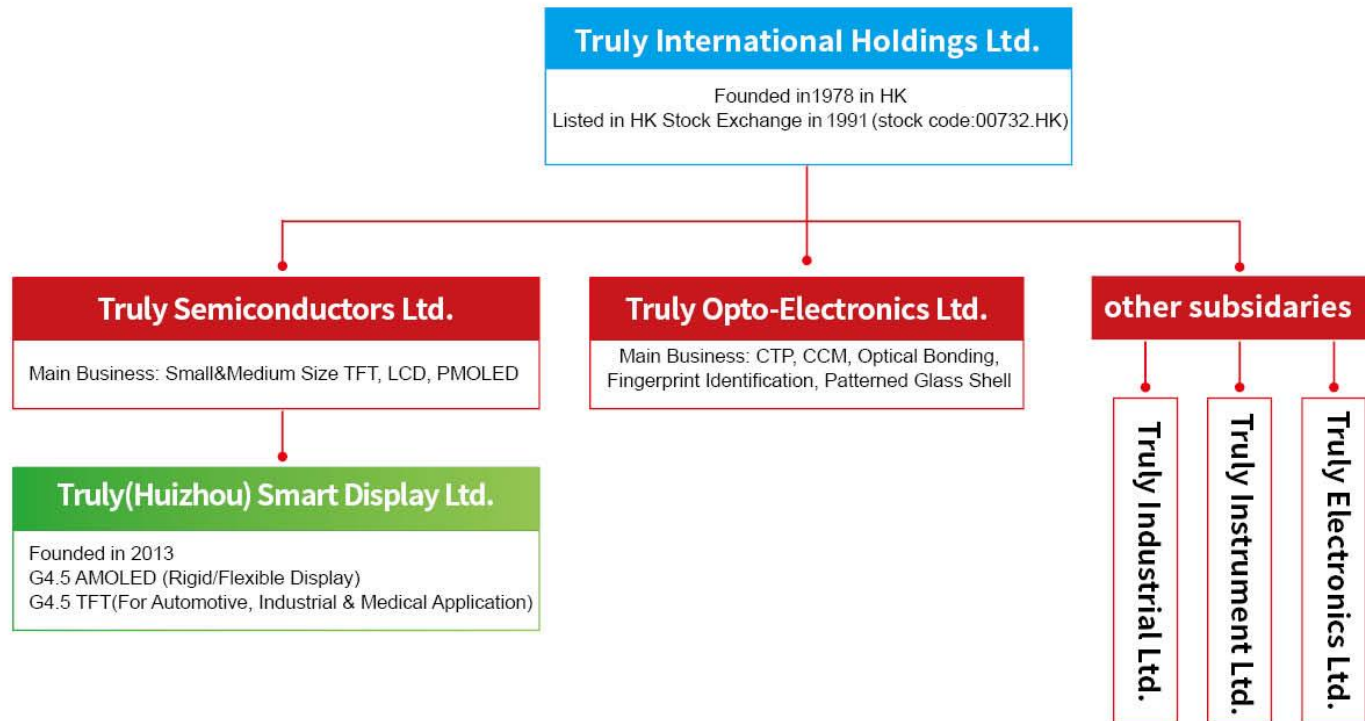 Truly International Holdings Ltd.
Founded in1978 in HK
Listed in HK Stock Exchange in 1991 (stock code:00732.HK)
Truly Semiconductors Ltd.
Main Business: Small&Medium Size TFT, LCD, PMOLED
Truly(Huizhou) Smart Display Ltd.
Founded in 2013
G4.5 AMOLED (Rigid/Flexible Display)
G4.5 TFT(For Automotive, Industrial & Medical Application)
Truly Opto-Electronics Ltd.
Main Business: CTP, CCM, Optical Bonding,
Fingerprint Identification, Patterned Glass Shell
other subsidaries
Truly Industrial Ltd.
Truly Instrument Ltd.
Truly Electronics Ltd.